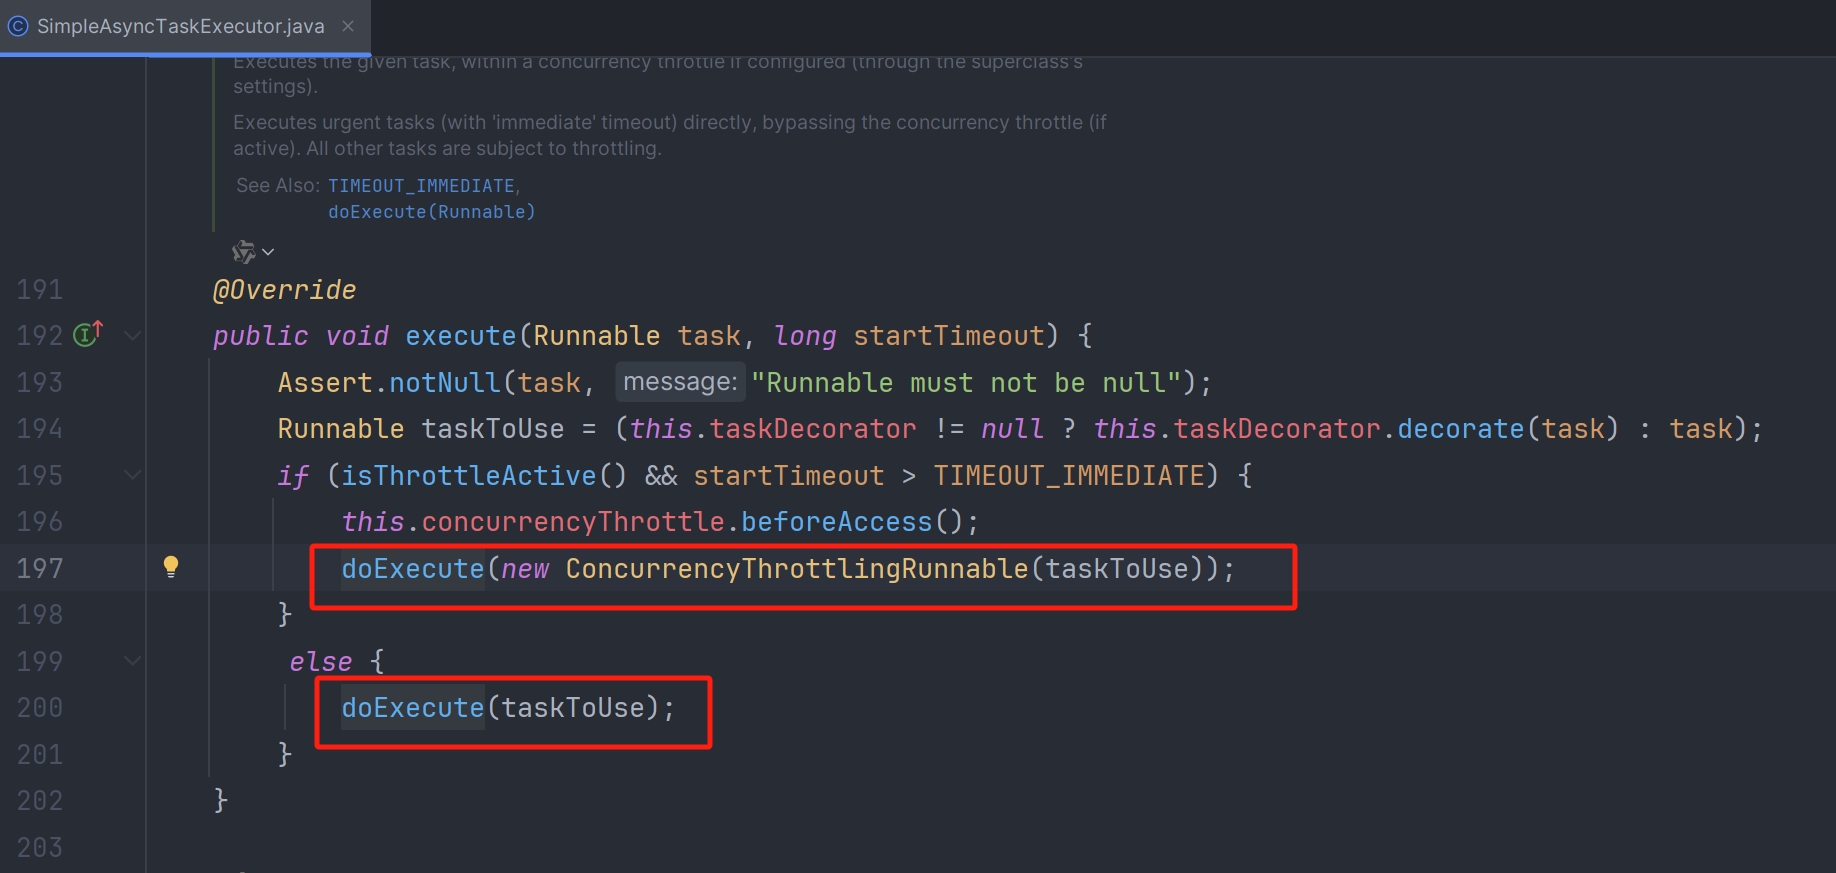 SimpleAsyncTaskExecutor.java
Executes the given task, within a concurrency throttle if configured (through the superclass's
settings).
Executes urgent tasks (with 'immediate' timeout) directly, bypassing the concurrency throttle (if
active). All other tasks are subject to throttling.
See Also: TIMEOUT_IMMEDIATE,
doExecute(Runnable)
191 @Override
192 public void execute(Runnable task, long startTimeout) {
193 Assert.notNull(task, message: "Runnable must not be null");
194 Runnable taskToUse = (this.taskDecorator != null ? this.taskDecorator.decorate(task) : task);
195 if (isThrottleActive() && startTimeout > TIMEOUT_IMMEDIATE) {
196 this.concurrencyThrottle.beforeAccess();
197 doExecute(new ConcurrencyThrottlingRunnable(taskToUse));
198 }
199 else {
200 doExecute(taskToUse);
201 }
202 }
203